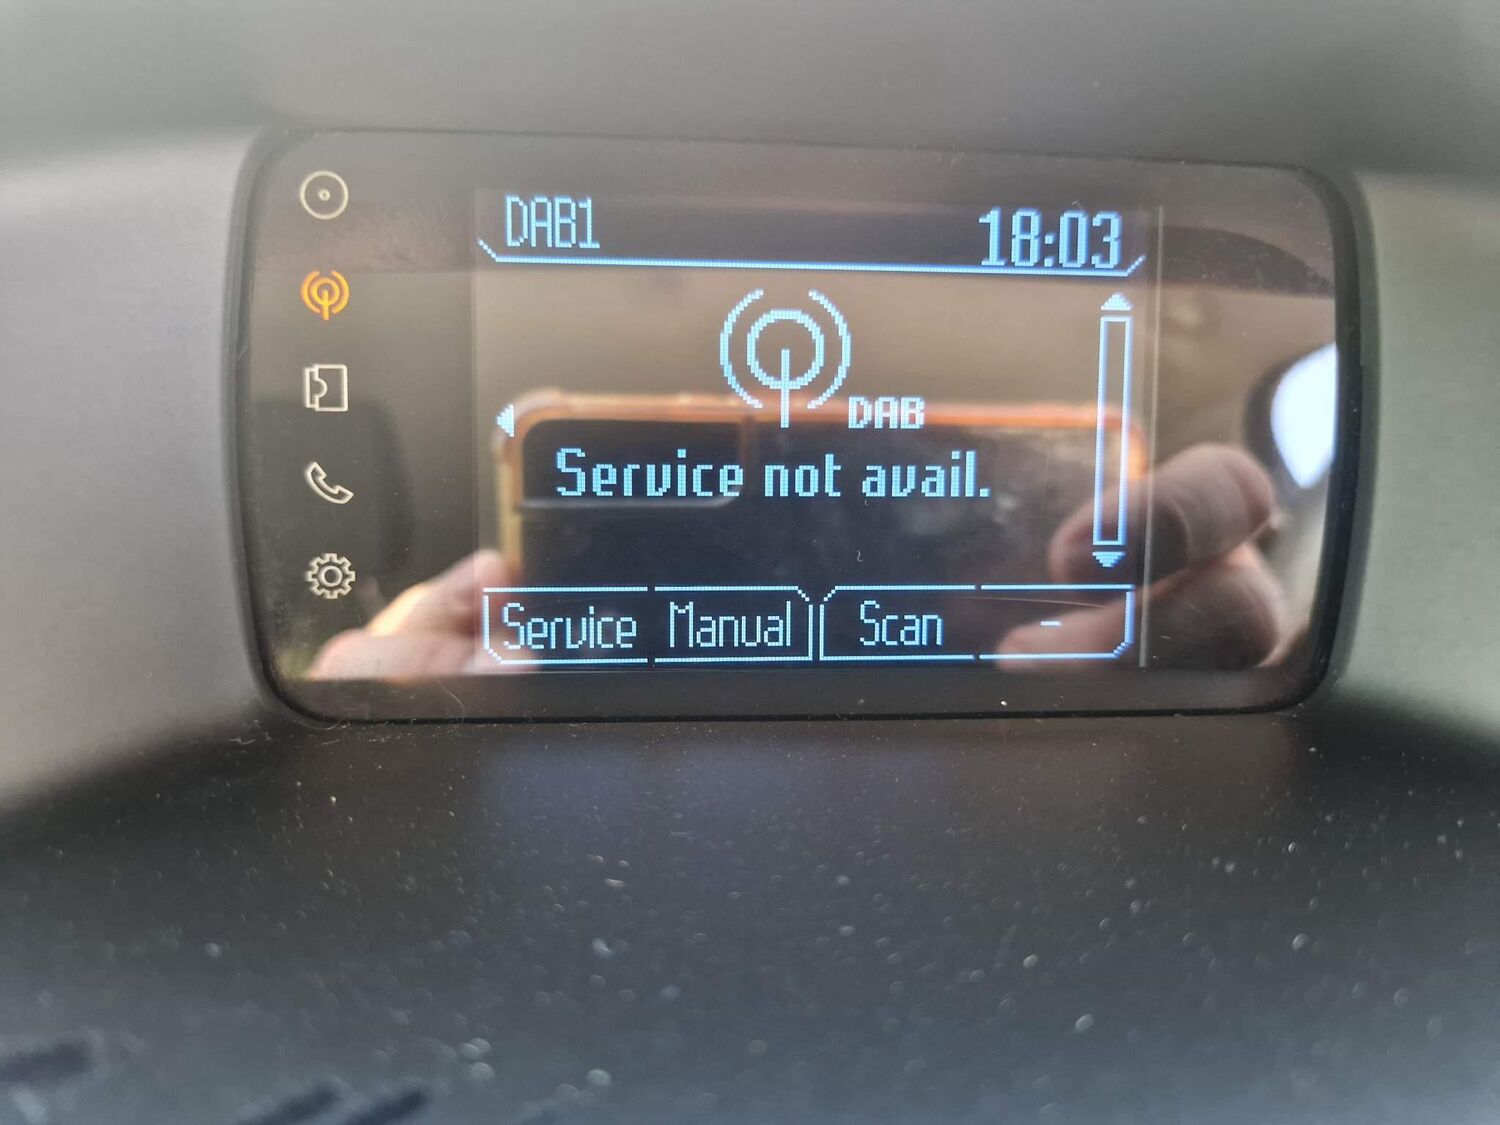 DAB1 18:03
DAB
Service not avail.
Service Manual Scan -